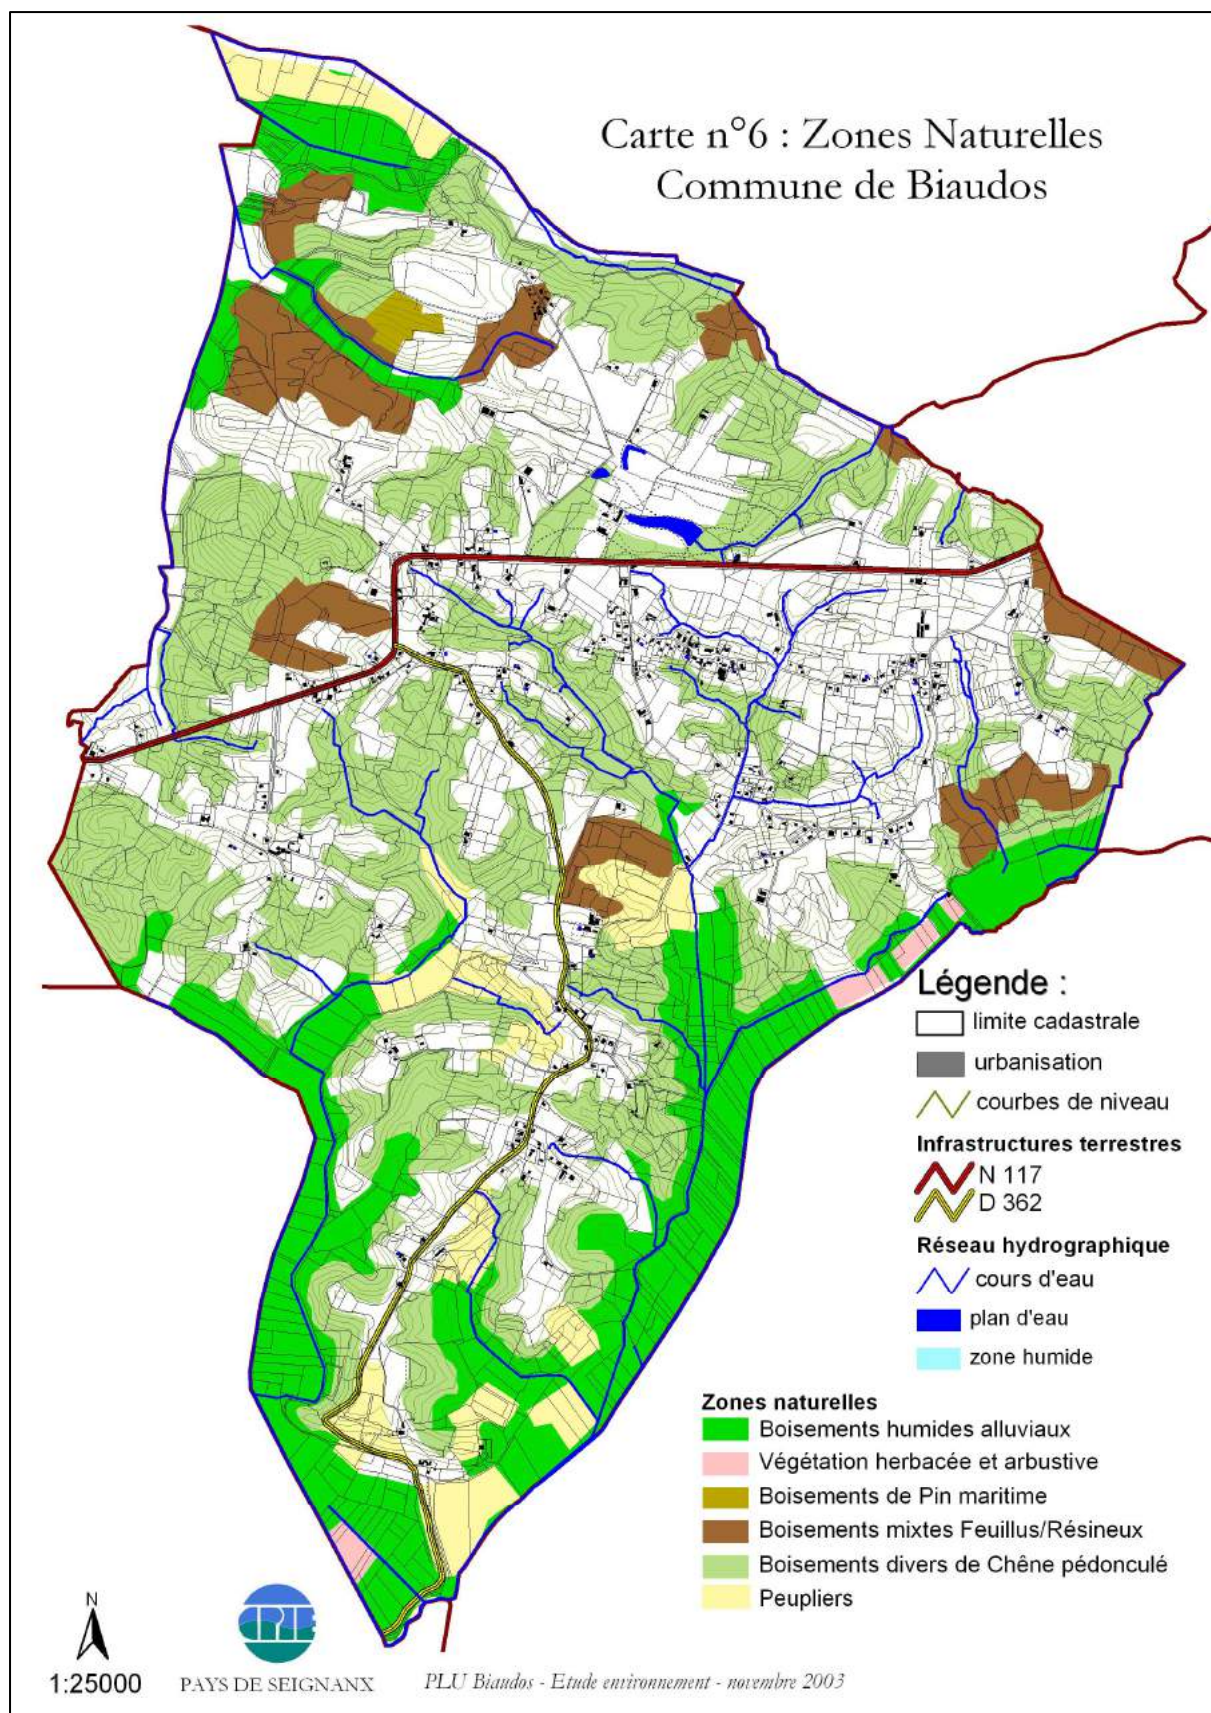 Carte n°6 : Zones Naturelles
Commune de Biaudos
Légende :
limite cadastrale
urbanisation
courbes de niveau
Infrastructures terrestres
N 117
D 362
Réseau hydrographique
cours d'eau
plan d'eau
zone humide
Zones naturelles
Boisements humides alluviaux
Végétation herbacée et arbustive
Boisements de Pin maritime
Boisements mixtes Feuillus/Résineux
Boisements divers de Chêne pédonculé
Peupliers
N
1:25000
CPIE
PAYS DE SEIGNANX
PLU Biaudos - Etude environnement - novembre 2003